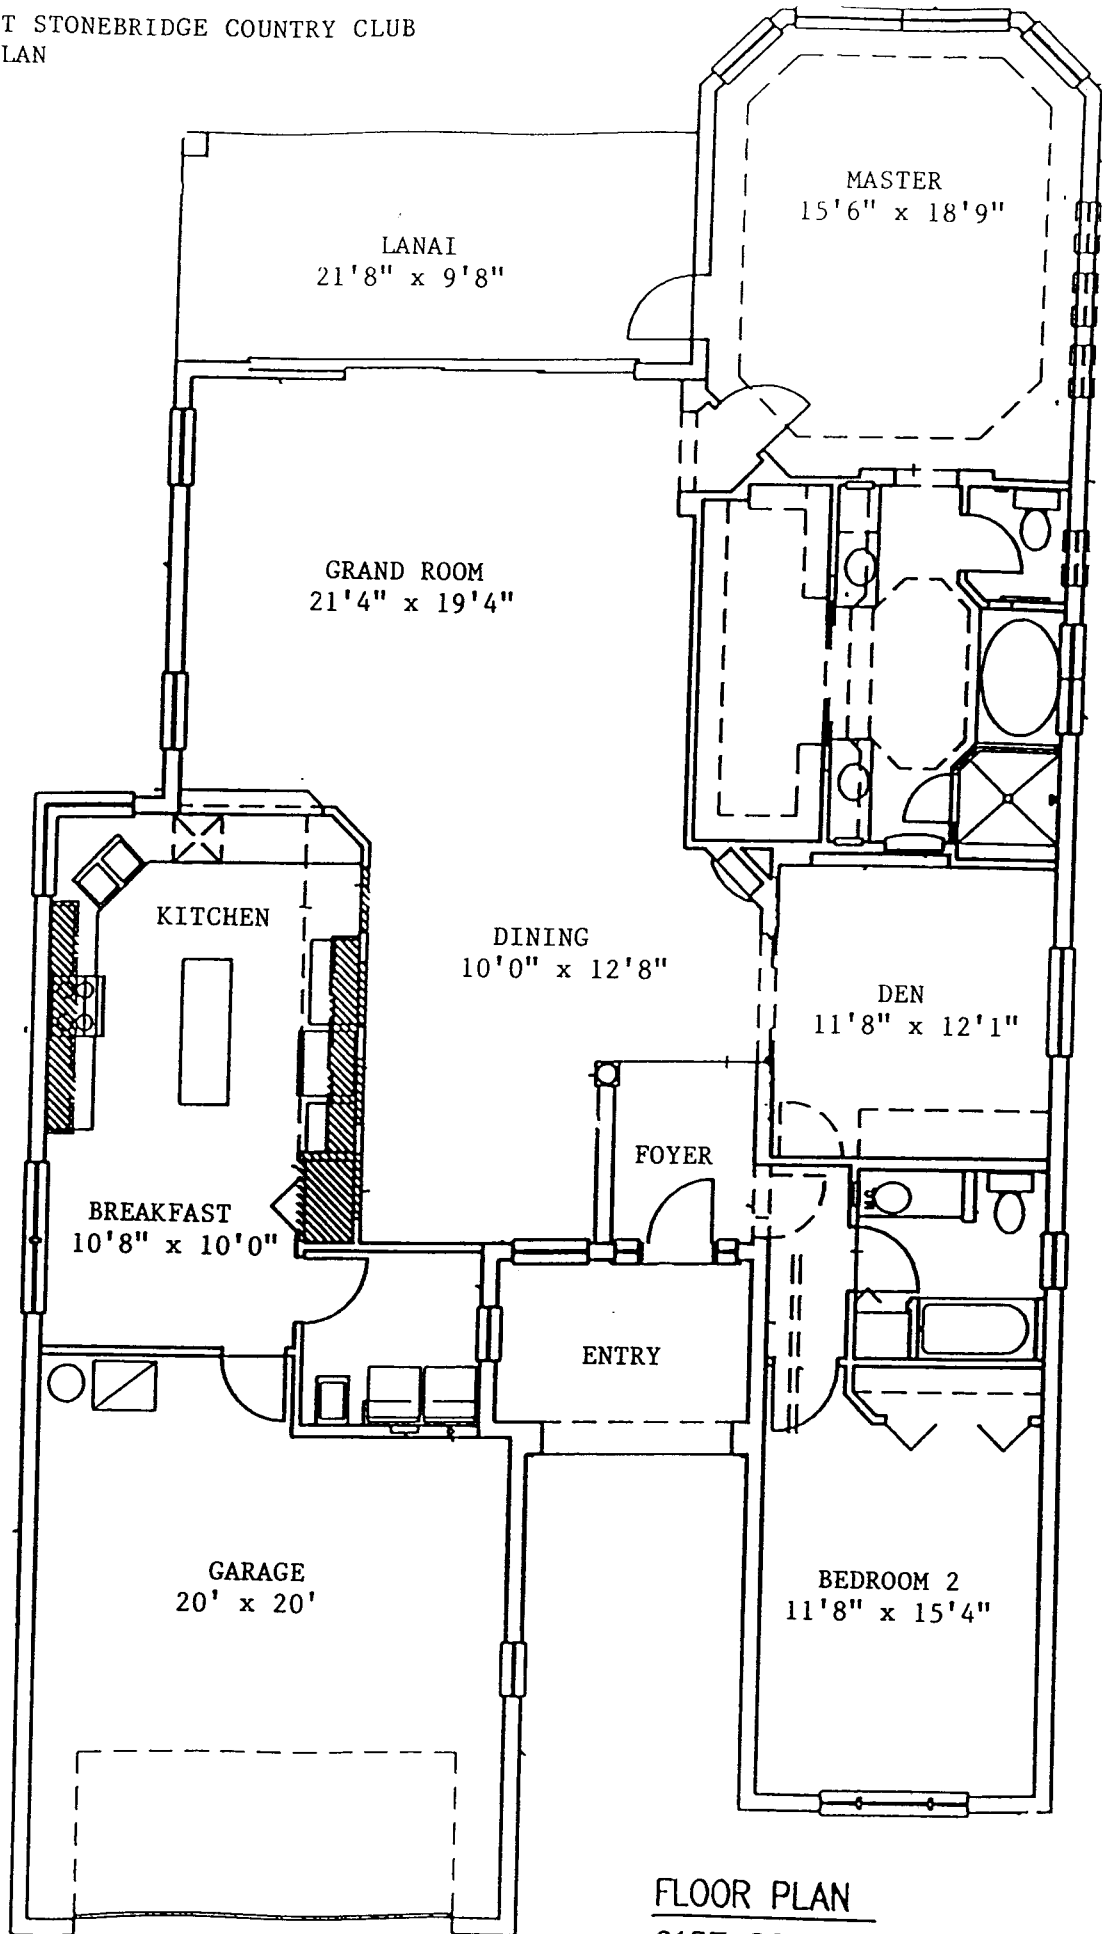 T STONEBRIDGE COUNTRY CLUB
LAN
MASTER
15'6" x 18'9"
LANAI
21'8" x 9'8"
GRAND ROOM
21'4" x 19'4"
KITCHEN
DINING
10'0" x 12'8"
DEN
11'8" x 12'1"
FOYER
BREAKFAST
10'8" x 10'0"
ENTRY
GARAGE
20' x 20'
BEDROOM 2
11'8" x 15'4"
FLOOR PLAN